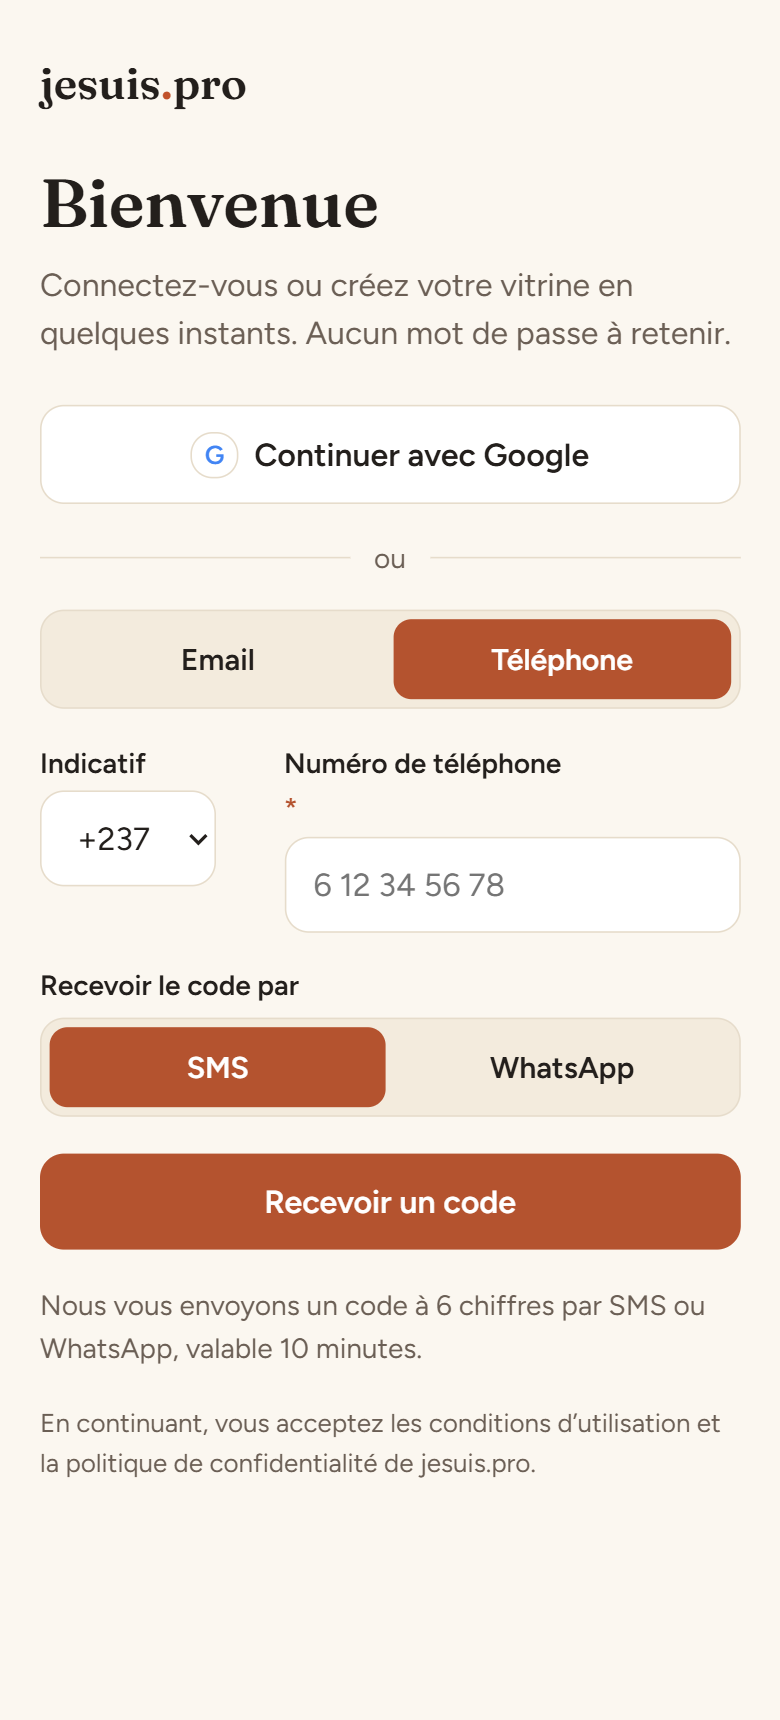 jesuis.pro
Bienvenue
Connectez-vous ou créez votre vitrine en
quelques instants. Aucun mot de passe à retenir.
G Continuer avec Google
ou
Email Téléphone
Indicatif
+237
Numéro de téléphone
*
6 12 34 56 78
Recevoir le code par
SMS WhatsApp
Recevoir un code
Nous vous envoyons un code à 6 chiffres par SMS ou
WhatsApp, valable 10 minutes.
En continuant, vous acceptez les conditions d’utilisation et
la politique de confidentialité de jesuis.pro.